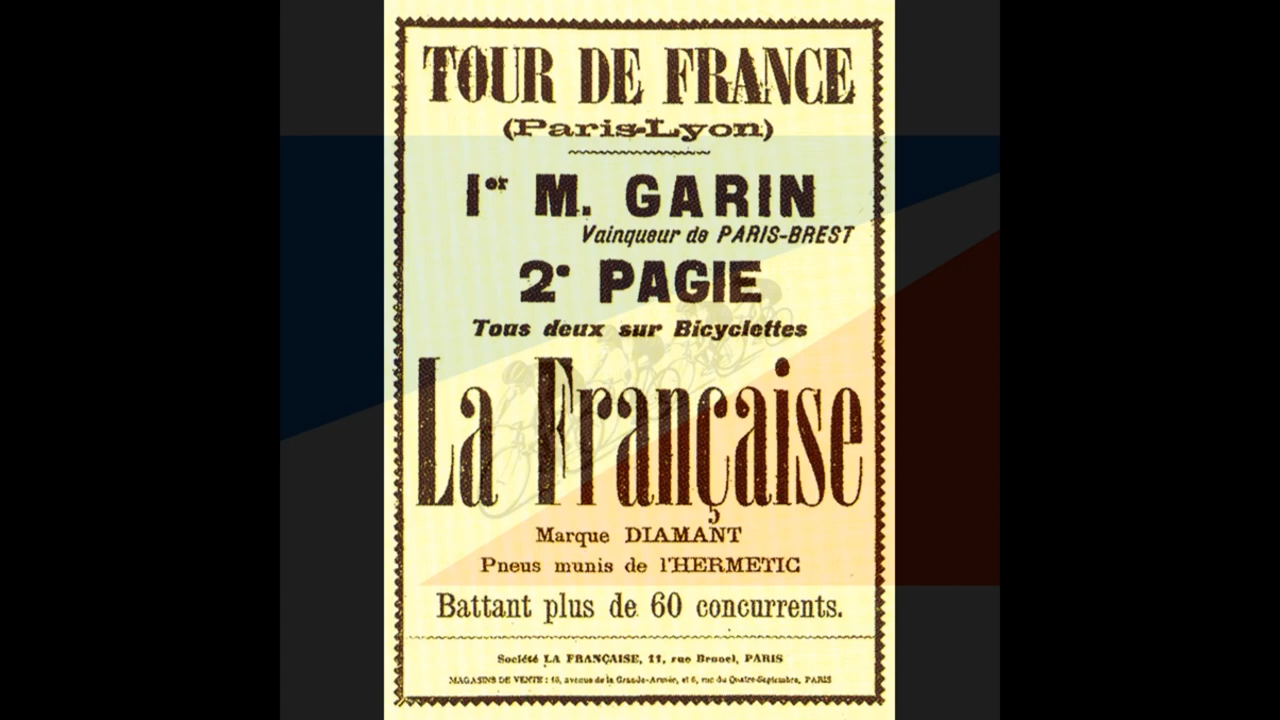 TOUR DE FRANCE
(Paris-Lyon)
1er M. GARIN
Vainqueur de PARIS-BREST
2e PAGIE
Tous deux sur Bicyclettes
La Française
Marque DIAMANT
Pneus munis de l'HERMETIC
Battant plus de 60 concurrents.
Société LA FRANÇAISE, 11, rue Brunel, PARIS
MAGASINS DE VENTE : 16, avenue de la Grande-Armée, et 6, rue du Quatre-Septembre, PARIS